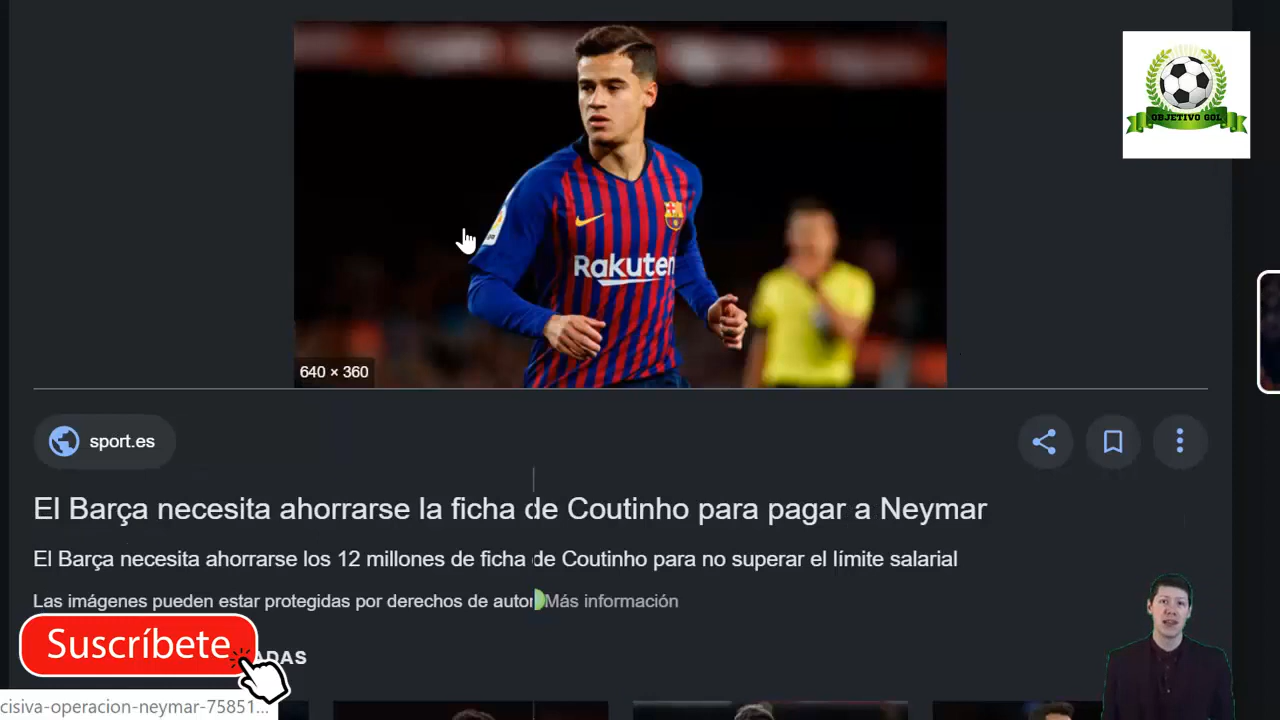 OBJETIVO GOL
Rakuten
640 × 360
sport.es
El Barça necesita ahorrarse la ficha de Coutinho para pagar a Neymar
El Barça necesita ahorrarse los 12 millones de ficha de Coutinho para no superar el límite salarial
Las imágenes pueden estar protegidas por derechos de autor Más información
Suscríbete
ADAS
cisiva-operacion-neymar-75851...